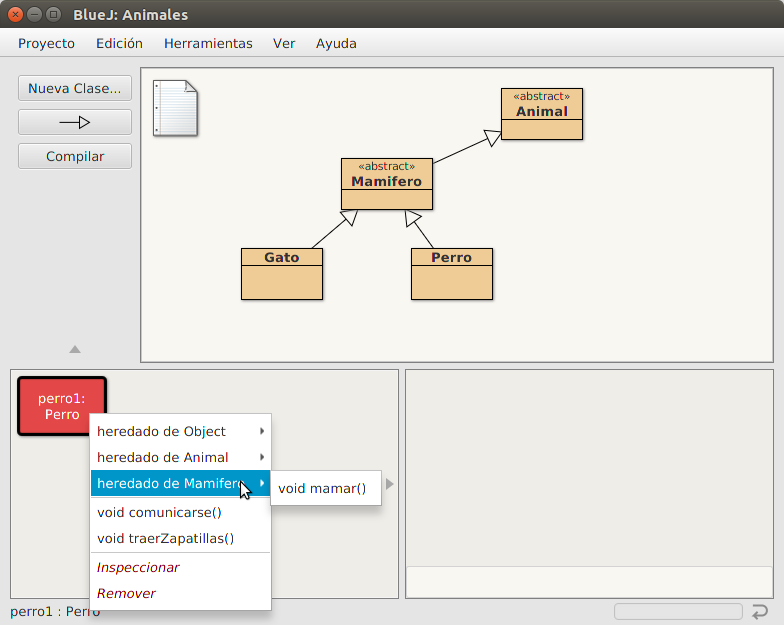 BlueJ: Animales
Proyecto Edición Herramientas Ver Ayuda
Nueva Clase...
Compilar
«abstract»
Animal
«abstract»
Mamifero
Gato
Perro
perro1:
Perro
heredado de Object
heredado de Animal
heredado de Mamifero
void mamar()
void comunicarse()
void traerZapatillas()
Inspeccionar
Remover
perro1 : Perro